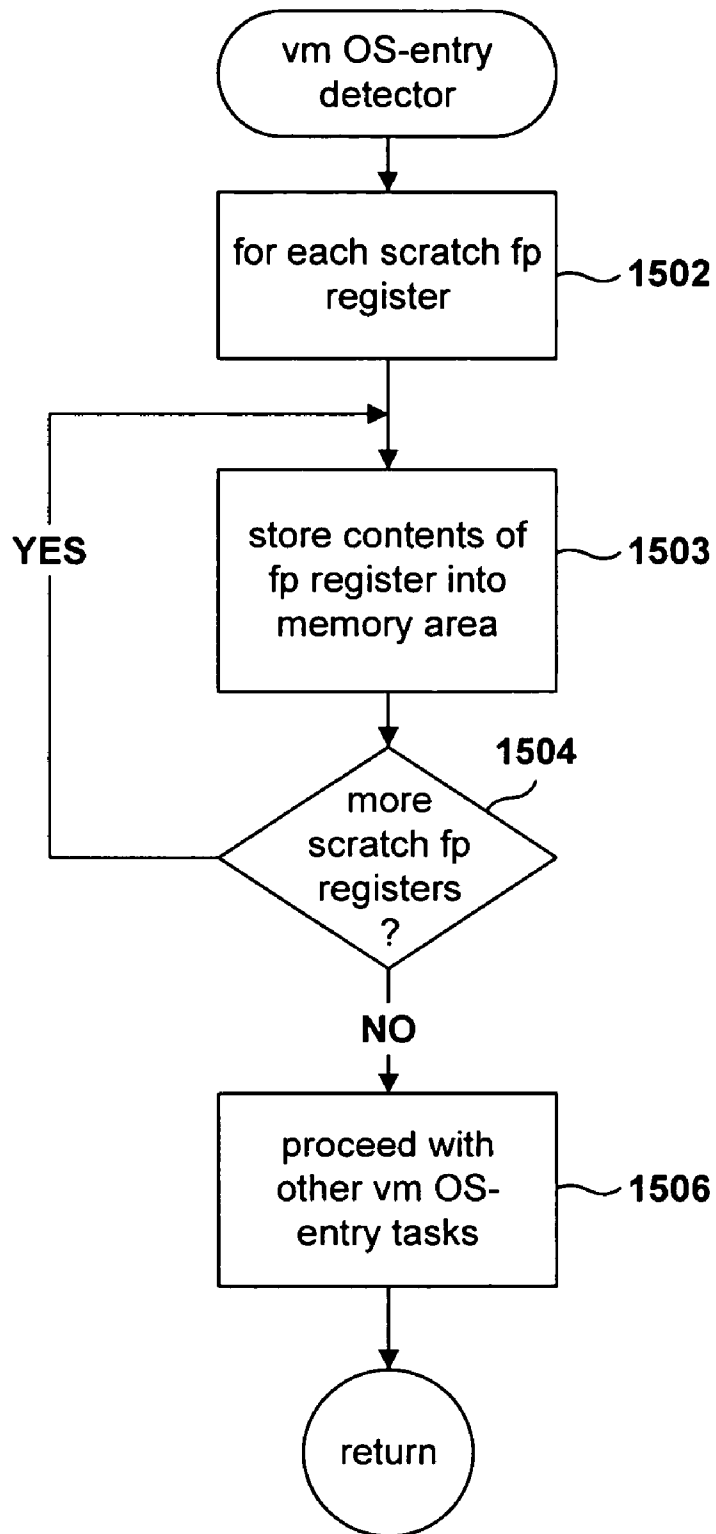 vm OS-entry
detector
for each scratch fp
register
1502
YES
store contents of
fp register into
memory area
1503
1504
more
scratch fp
registers
?
NO
proceed with
other vm OS-
entry tasks
1506
return